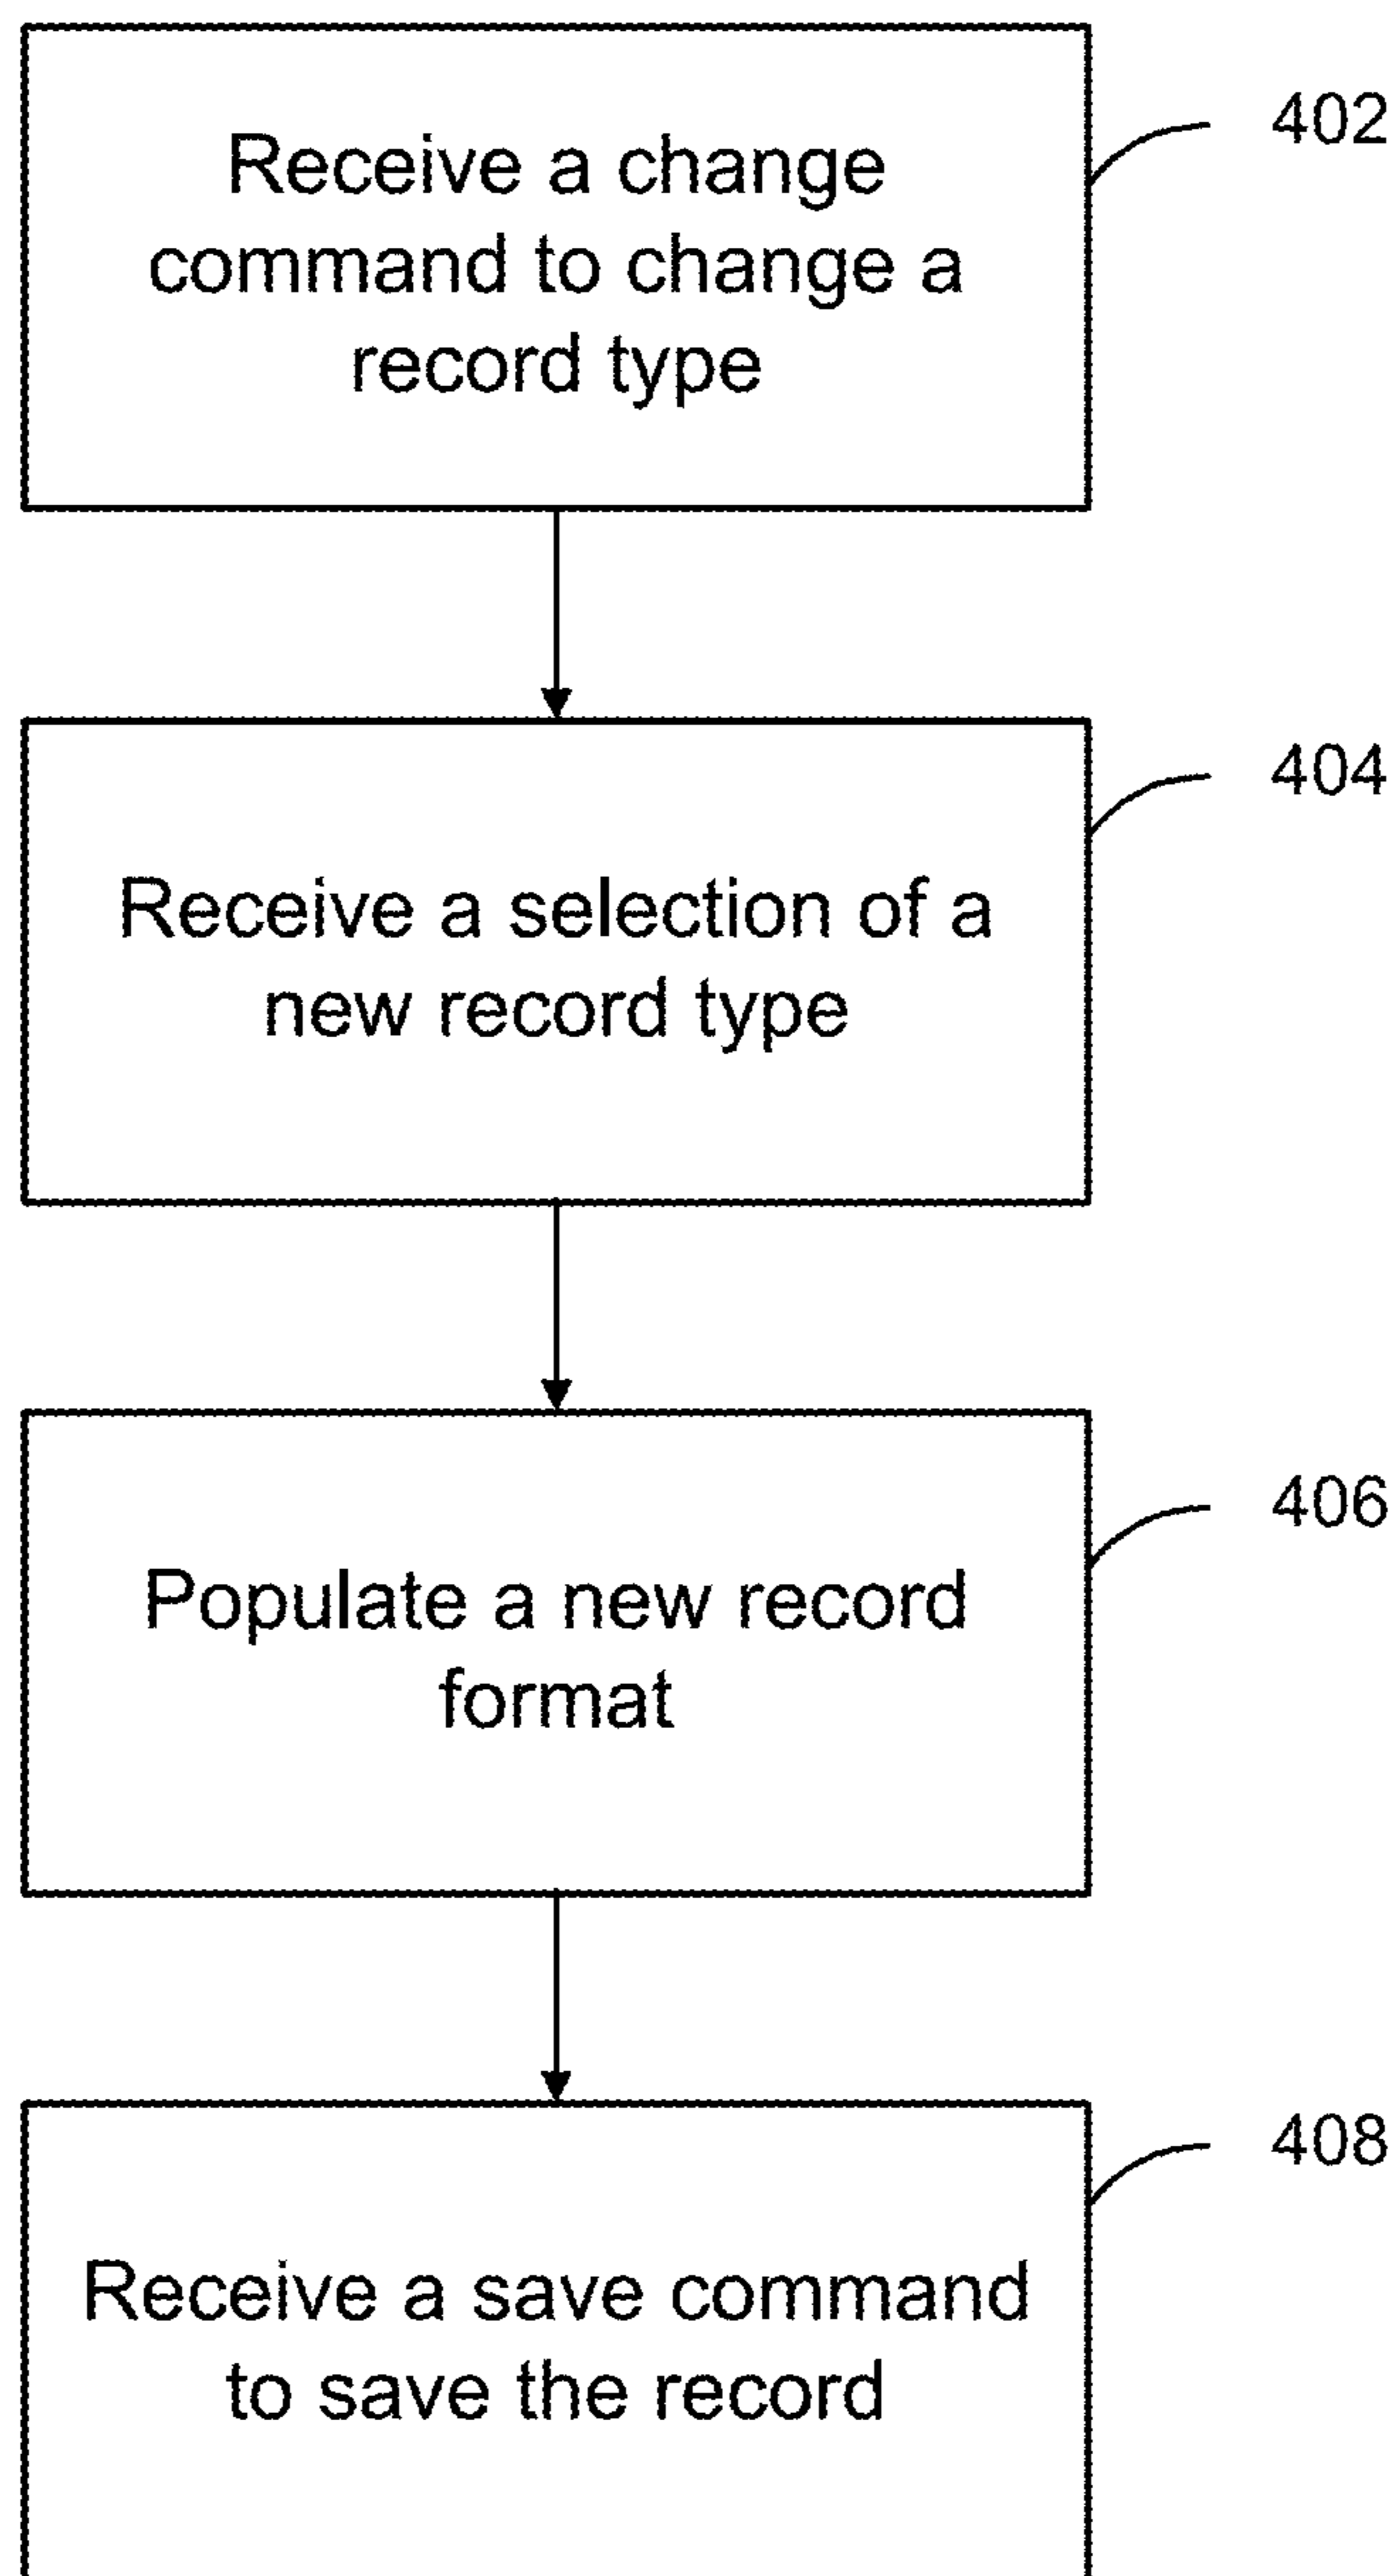 Receive a change
command to change a
record type
402
Receive a selection of a
new record type
404
Populate a new record
format
406
Receive a save command
to save the record
408